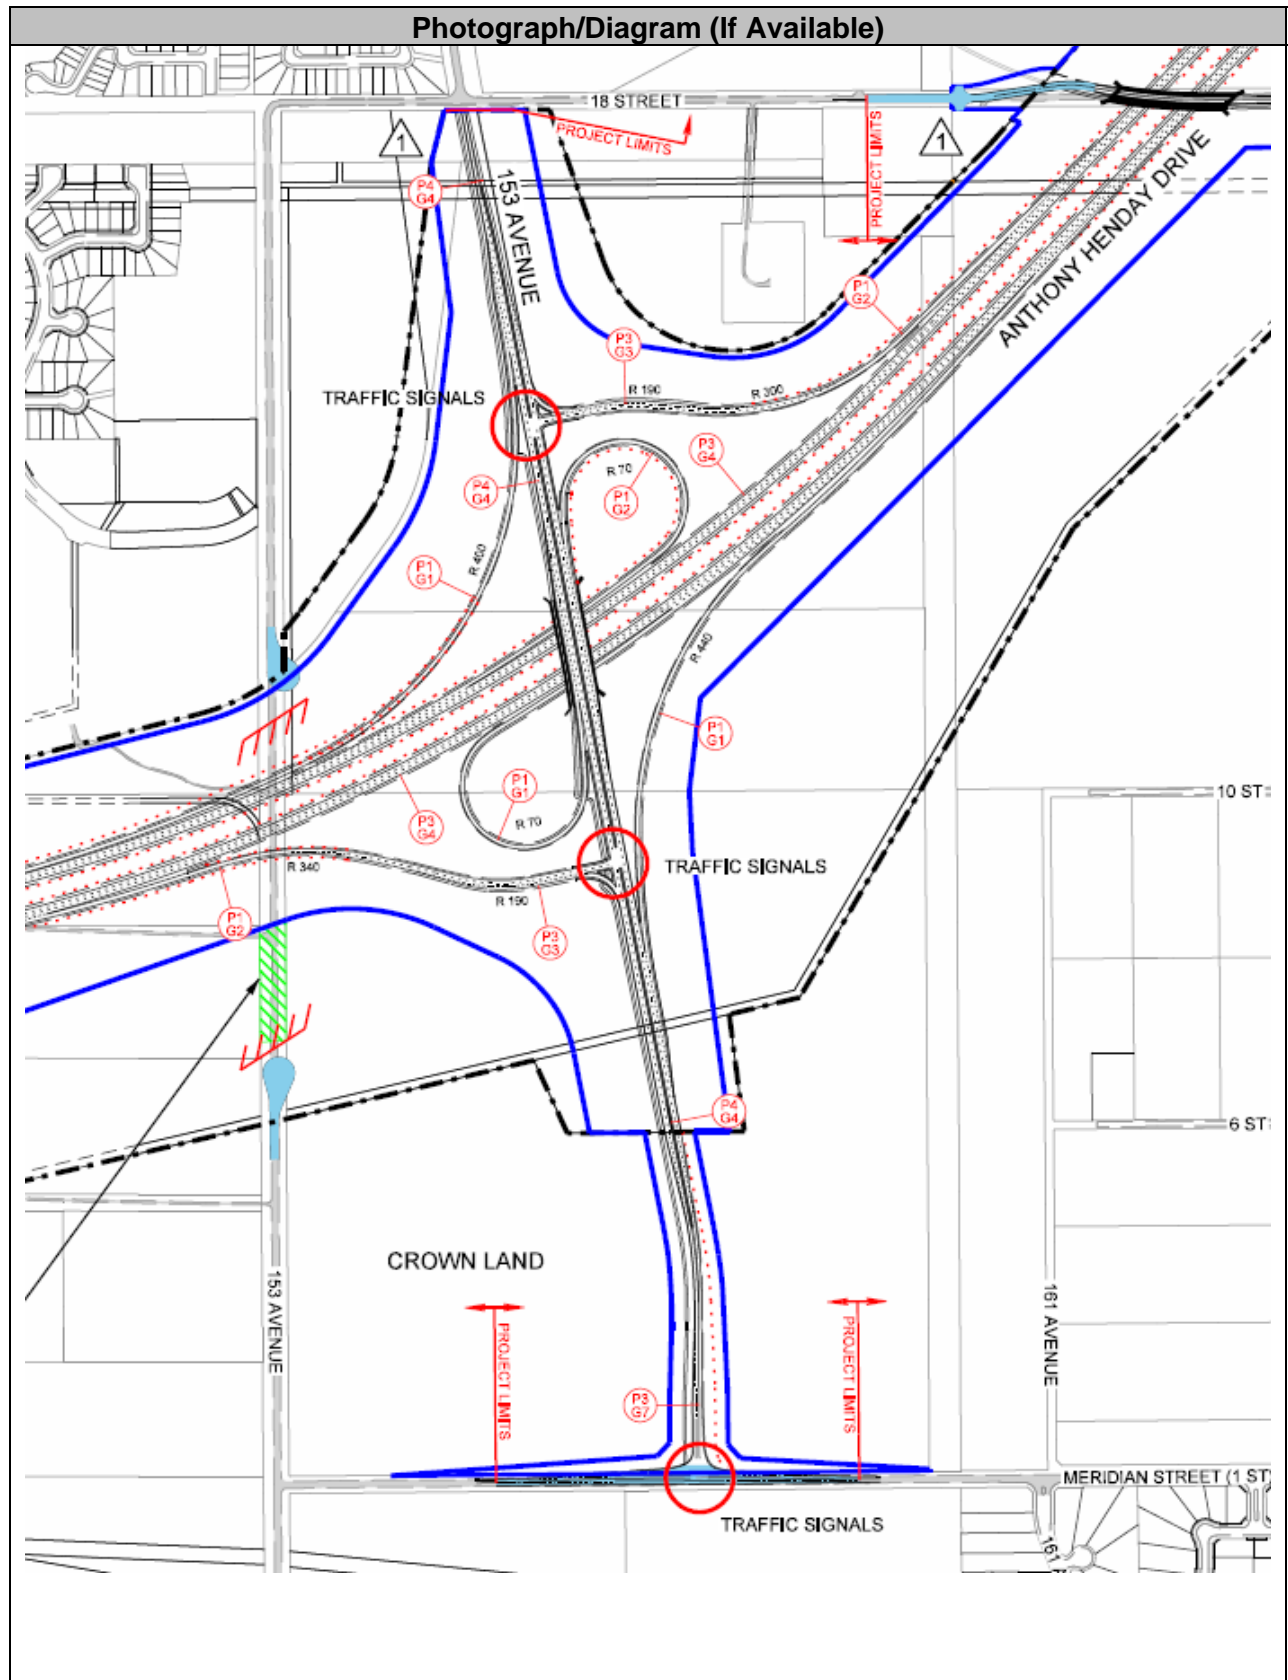 Photograph/Diagram (If Available)
18 STREET
PROJECT LIMITS
1
PROJECT LIMITS
1
P4
G4
153 AVENUE
ANTHONY HENDAY DRIVE
P1
G2
P3
G3
R 190
R 300
TRAFFIC SIGNALS
P4
G4
R 70
P1
G2
P3
G4
P1
G1
R 400
R 440
P1
G1
P1
G1
R 70
P3
G4
10 ST
R 340
R 190
TRAFFIC SIGNALS
P1
G2
P3
G3
P4
G4
6 ST
CROWN LAND
153 AVENUE
PROJECT LIMITS
PROJECT LIMITS
161 AVENUE
P3
G7
MERIDIAN STREET (1 ST)
TRAFFIC SIGNALS
161